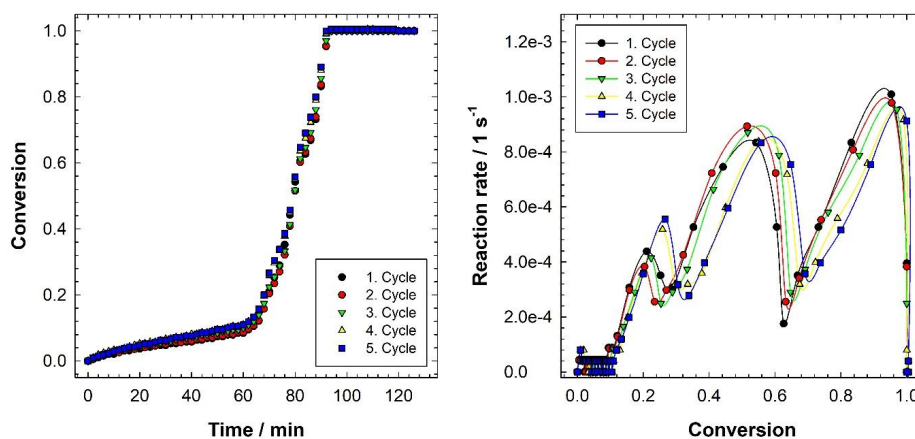 1.0
0.8
0.6
0.4
0.2
0.0
Conversion
1. Cycle
2. Cycle
3. Cycle
4. Cycle
5. Cycle
0 20 40 60 80 100 120 140
Time / min
1.2e-3
1.0e-3
8.0e-4
6.0e-4
4.0e-4
2.0e-4
0.0
Reaction rate / 1 s⁻¹
1. Cycle
2. Cycle
3. Cycle
4. Cycle
5. Cycle
0.0 0.2 0.4 0.6 0.8 1.0
Conversion